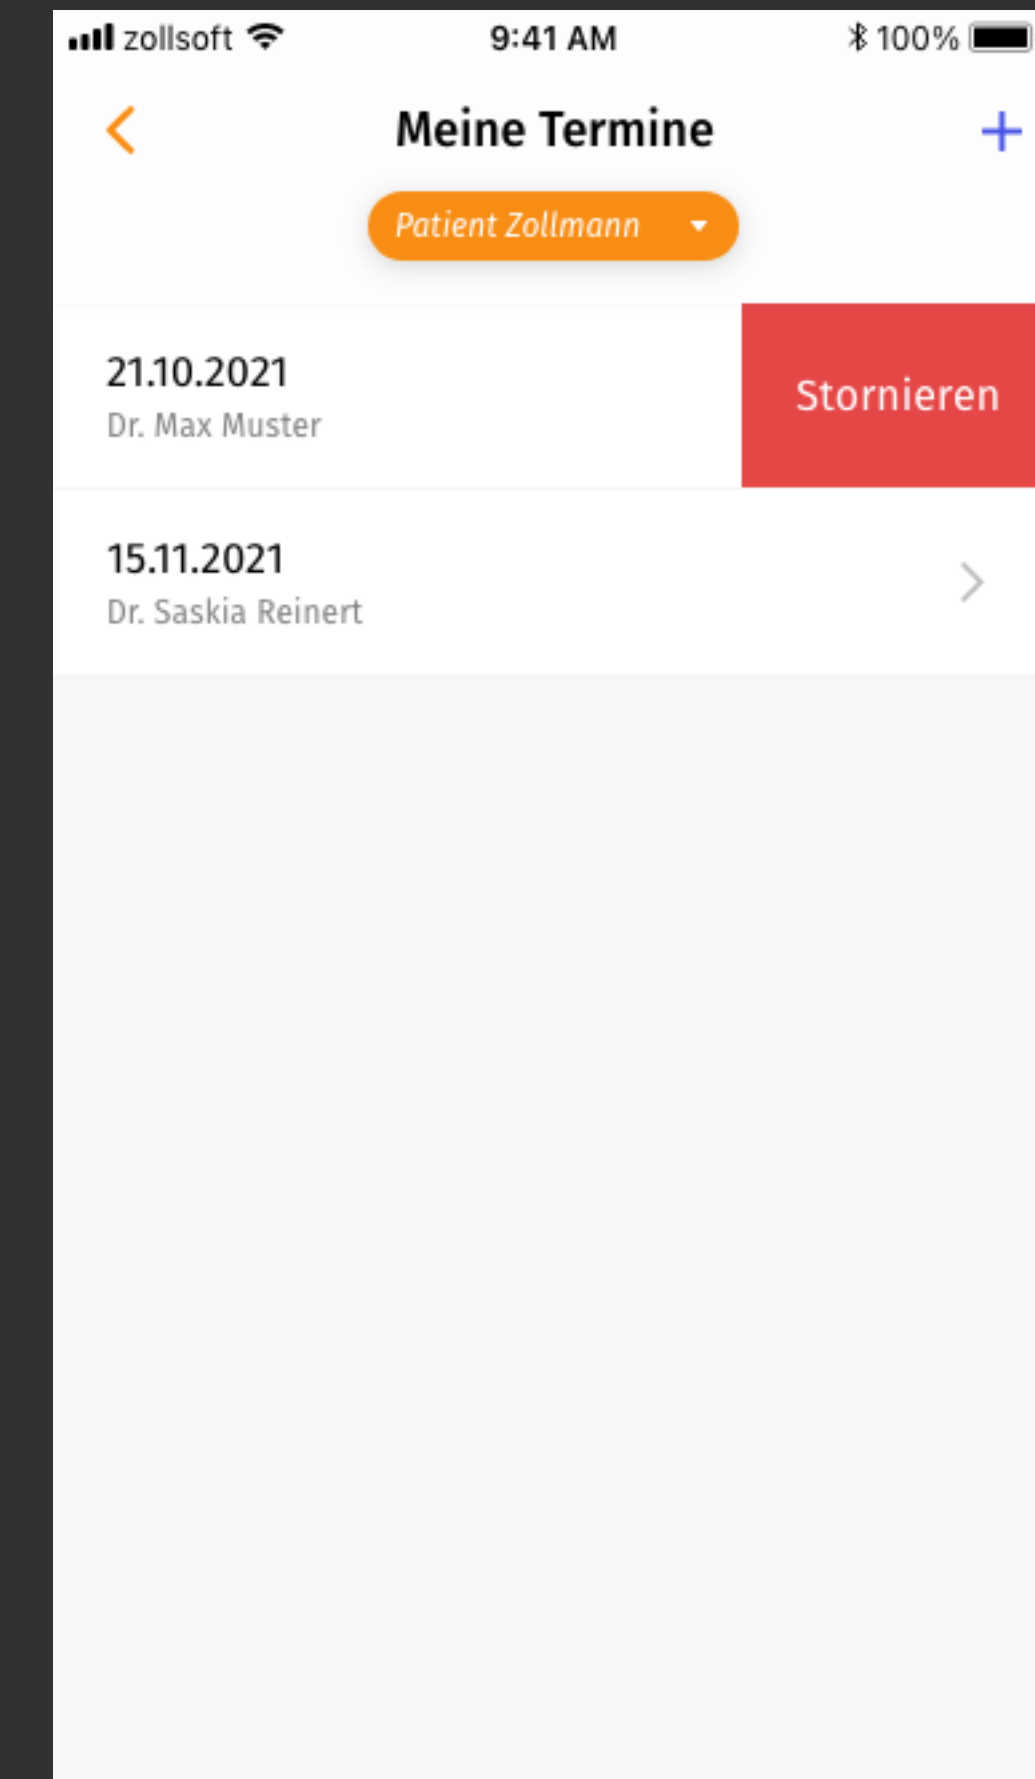 zollsoft 9:41 AM 100%
Meine Termine
Patient Zollmann
21.10.2021
Dr. Max Muster
Stornieren
15.11.2021
Dr. Saskia Reinert